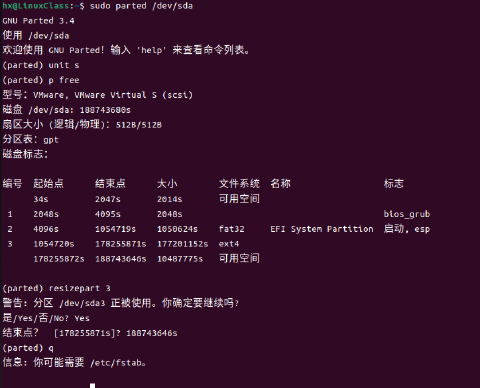 hx@LinuxClass:~$ sudo parted /dev/sda
GNU Parted 3.4
使用 /dev/sda
欢迎使用 GNU Parted！输入 'help' 来查看命令列表。
(parted) unit s
(parted) p free
型号：VMware, VMware Virtual S (scsi)
磁盘 /dev/sda: 188743680s
扇区大小 (逻辑/物理)：512B/512B
分区表：gpt
磁盘标志：
编号 起始点 结束点 大小 文件系统 名称 标志
34s 2047s 2014s 可用空间
1 2048s 4095s 2048s bios_grub
2 4096s 1054719s 1050624s fat32 EFI System Partition 启动, esp
3 1054720s 178255871s 177201152s ext4
178255872s 188743646s 10487775s 可用空间
(parted) resizepart 3
警告：分区 /dev/sda3 正被使用。你确定要继续吗？
是/Yes/否/No? Yes
结束点？ [178255871s]? 188743646s
(parted) q
信息：你可能需要 /etc/fstab。